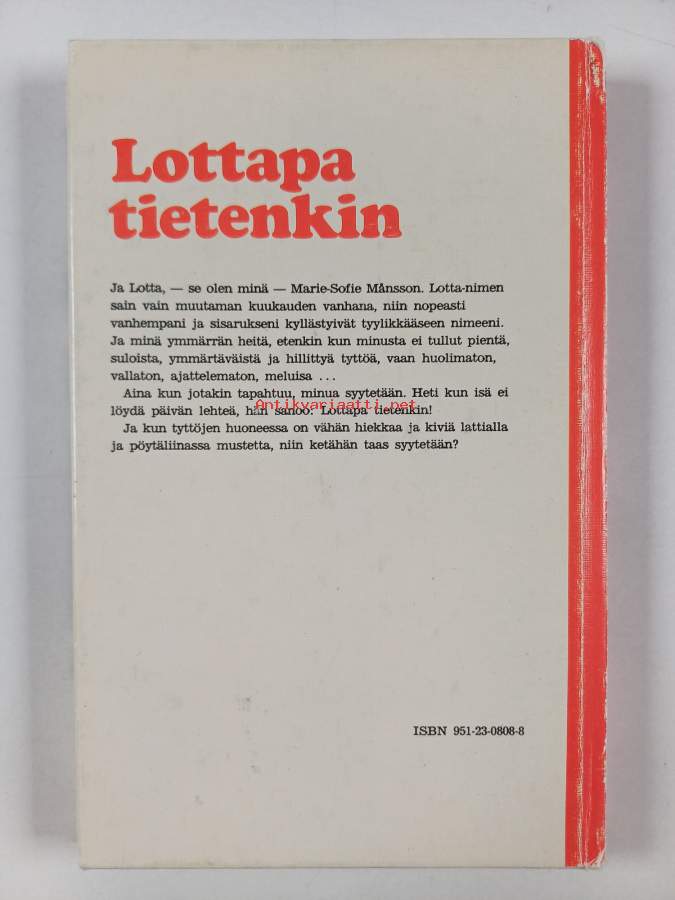 Lottapa
tietenkin
Ja Lotta, — se olen minä — Marie-Sofie Månsson. Lotta-nimen
sain vain muutaman kuukauden vanhana, niin nopeasti
vanhempani ja sisarukseni kyllästyivät tyylikkääseen nimeeni.
Ja minä ymmärrän heitä, etenkin kun minusta ei tullut pientä,
suloista, ymmärtäväistä ja hillittyä tyttöä, vaan huolimaton,
vallaton, ajattelematon, meluisa ...
Aina kun jotakin tapahtuu, minua syytetään. Heti kun isä ei
löydä päivän lehteä, hän sanoo: Lottapa tietenkin!
Antikvariaatti.net
Ja kun tyttöjen huoneessa on vähän hiekkaa ja kiviä lattialla
ja pöytäliinassa mustetta, niin ketähän taas syytetään?
ISBN 951-23-0808-8